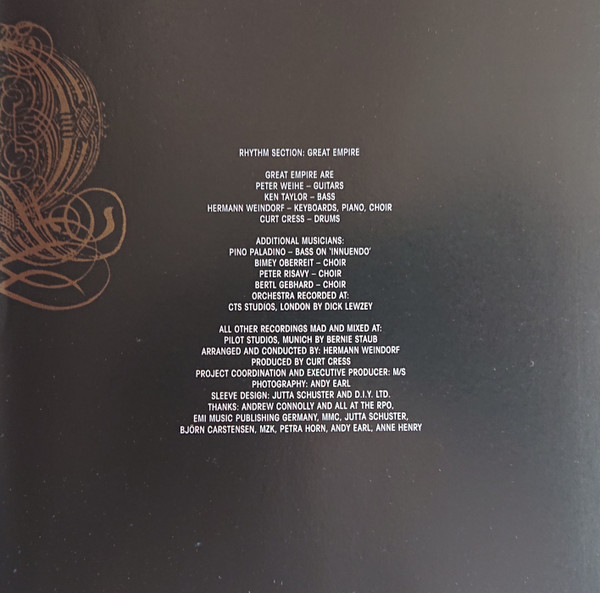 RHYTHM SECTION: GREAT EMPIRE
GREAT EMPIRE ARE
PETER WEIHE – GUITARS
KEN TAYLOR – BASS
HERMANN WEINDORF – KEYBOARDS, PIANO, CHOIR
CURT CRESS – DRUMS
ADDITIONAL MUSICIANS:
PINO PALADINO – BASS ON 'INNUENDO'
BIMEY OBERREIT – CHOIR
PETER RISAVY – CHOIR
BERTL GEBHARD – CHOIR
ORCHESTRA RECORDED AT:
CTS STUDIOS, LONDON BY DICK LEWZEY
ALL OTHER RECORDINGS MAD AND MIXED AT:
PILOT STUDIOS, MUNICH BY BERNIE STAUB
ARRANGED AND CONDUCTED BY: HERMANN WEINDORF
PRODUCED BY CURT CRESS
PROJECT COORDINATION AND EXECUTIVE PRODUCER: M/S
PHOTOGRAPHY: ANDY EARL
SLEEVE DESIGN: JUTTA SCHUSTER AND D.I.Y. LTD.
THANKS: ANDREW CONNOLLY AND ALL AT THE RPO,
EMI MUSIC PUBLISHING GERMANY, MMC, JUTTA SCHUSTER,
BJÖRN CARSTENSEN, MZK, PETRA HORN, ANDY EARL, ANNE HENRY